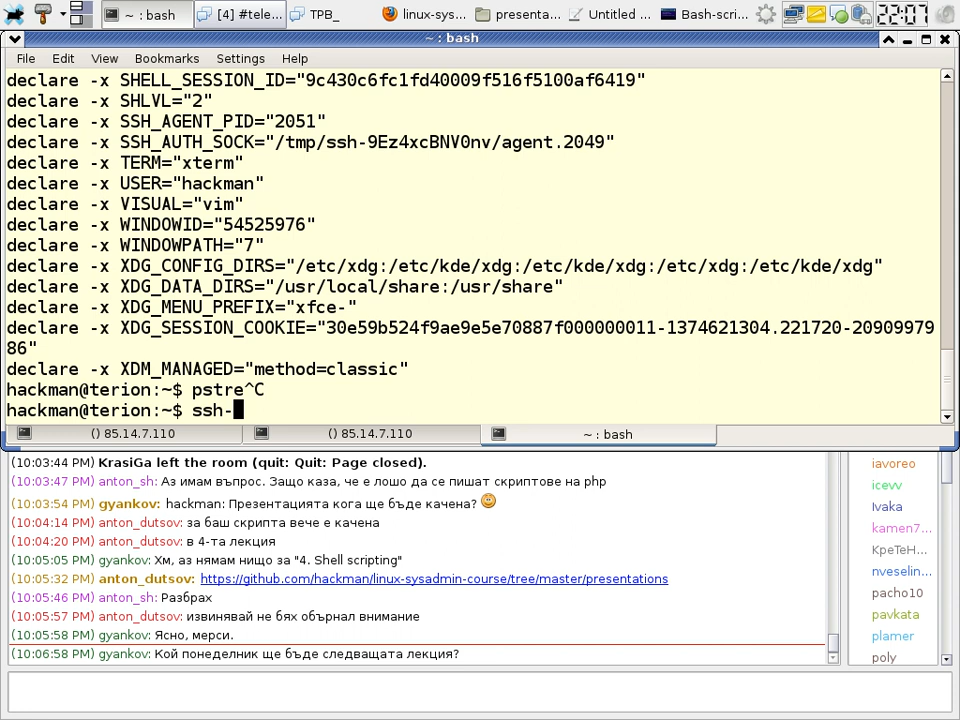 ~ : bash
[4] #tele...
TPB_
linux-sys...
presenta...
Untitled ...
Bash-scri...
22:07
~ : bash
File Edit View Bookmarks Settings Help
declare -x SHELL_SESSION_ID="9c430c6fc1fd40009f516f5100af6419"
declare -x SHLVL="2"
declare -x SSH_AGENT_PID="2051"
declare -x SSH_AUTH_SOCK="/tmp/ssh-9Ez4xcBNV0nv/agent.2049"
declare -x TERM="xterm"
declare -x USER="hackman"
declare -x VISUAL="vim"
declare -x WINDOWID="54525976"
declare -x WINDOWPATH="7"
declare -x XDG_CONFIG_DIRS="/etc/xdg:/etc/kde/xdg:/etc/kde/xdg:/etc/xdg:/etc/kde/xdg"
declare -x XDG_DATA_DIRS="/usr/local/share:/usr/share"
declare -x XDG_MENU_PREFIX="xfce-"
declare -x XDG_SESSION_COOKIE="30e59b524f9ae9e5e70887f000000011-1374621304.221720-20909979
86"
declare -x XDM_MANAGED="method=classic"
hackman@terion:~$ pstre^C
hackman@terion:~$ ssh-
() 85.14.7.110
() 85.14.7.110
~ : bash
(10:03:44 PM) KrasiGa left the room (quit: Quit: Page closed).
(10:03:47 PM) anton_sh: Аз имам въпрос. Защо каза, че е лошо да се пишат скриптове на php
(10:03:54 PM) gyankov: hackman: Презентацията кога ще бъде качена?
(10:04:14 PM) anton_dutsov: за баш скрипта вече е качена
(10:04:20 PM) anton_dutsov: в 4-та лекция
(10:05:05 PM) gyankov: Хм, аз нямам нищо за "4. Shell scripting"
(10:05:32 PM) anton_dutsov: https://github.com/hackman/linux-sysadmin-course/tree/master/presentations
(10:05:46 PM) anton_sh: Разбрах
(10:05:57 PM) anton_dutsov: извинявай не бях обърнал внимание
(10:05:58 PM) gyankov: Ясно, мерси.
(10:06:58 PM) gyankov: Кой понеделник ще бъде следващата лекция?
iavoreo
icevv
Ivaka
kamen7...
KpeTeH...
nveselin...
pacho10
pavkata
plamer
poly